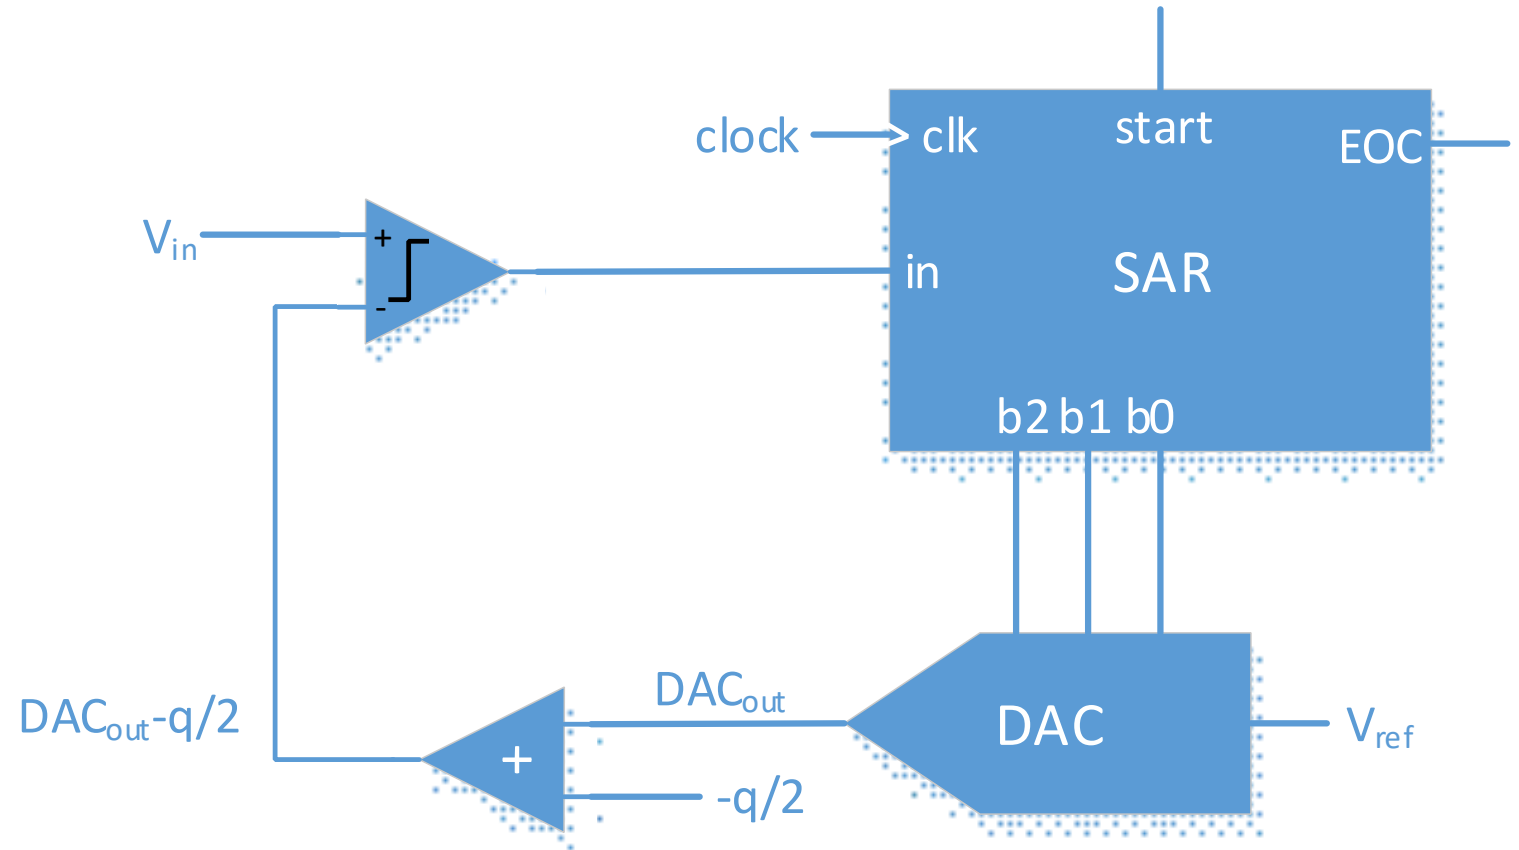 start
clock
clk
EOC
V_in
+
-
in
SAR
b2 b1 b0
DAC_out
DAC_out-q/2
+
DAC
V_ref
-q/2